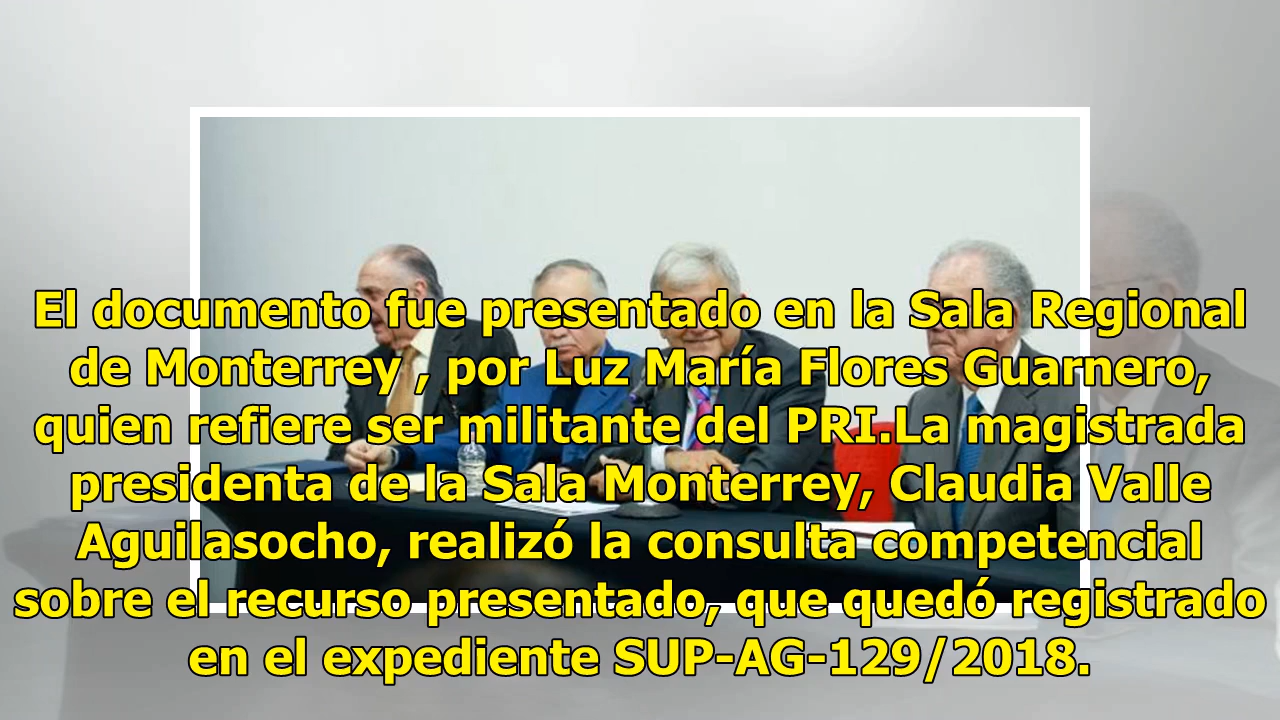 El documento fue presentado en la Sala Regional
de Monterrey , por Luz María Flores Guarnero,
quien refiere ser militante del PRI.La magistrada
presidenta de la Sala Monterrey, Claudia Valle
Aguilasocho, realizó la consulta competencial
sobre el recurso presentado, que quedó registrado
en el expediente SUP-AG-129/2018.